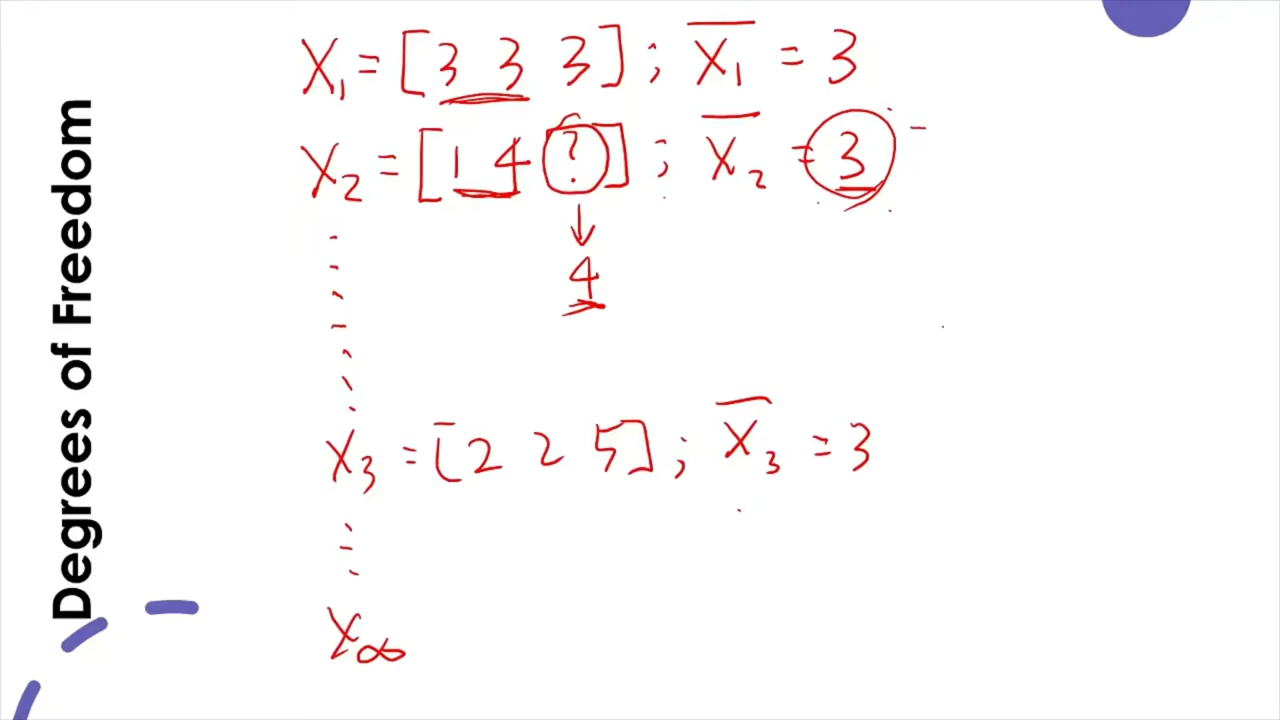 Degrees of Freedom
X₁ = [3 3 3] ; X̅₁ = 3
X₂ = [1 4 ?] ; X̅₂ = 3 -
↓
4
X₃ = [2 2 5] ; X̅₃ = 3
X∞